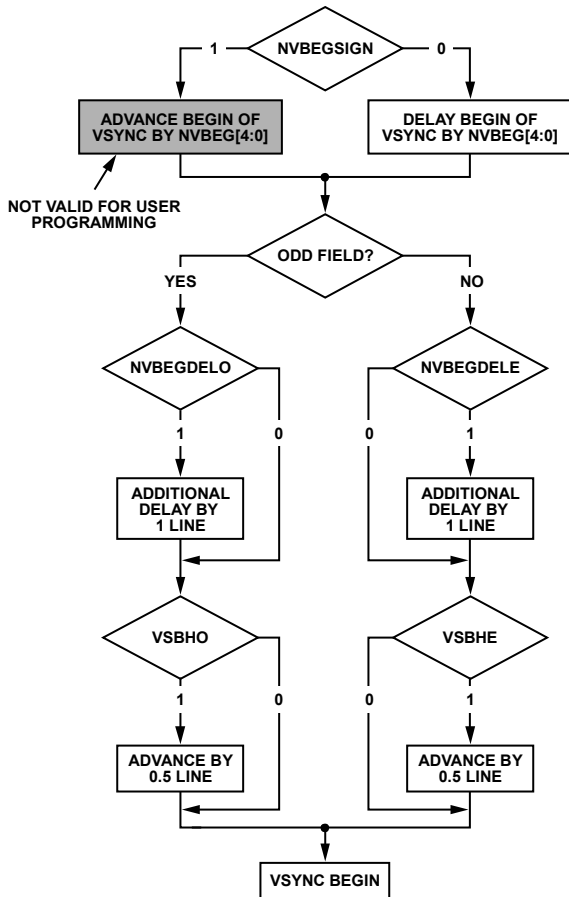 NVBEGSIGN
1
0
ADVANCE BEGIN OF
VSYNC BY NVBEG[4:0]
DELAY BEGIN OF
VSYNC BY NVBEG[4:0]
NOT VALID FOR USER
PROGRAMMING
ODD FIELD?
YES
NO
NVBEGDELO
NVBEGDELE
1
0
0
1
ADDITIONAL
DELAY BY
1 LINE
ADDITIONAL
DELAY BY
1 LINE
VSBHO
VSBHE
1
0
0
1
ADVANCE BY
0.5 LINE
ADVANCE BY
0.5 LINE
VSYNC BEGIN